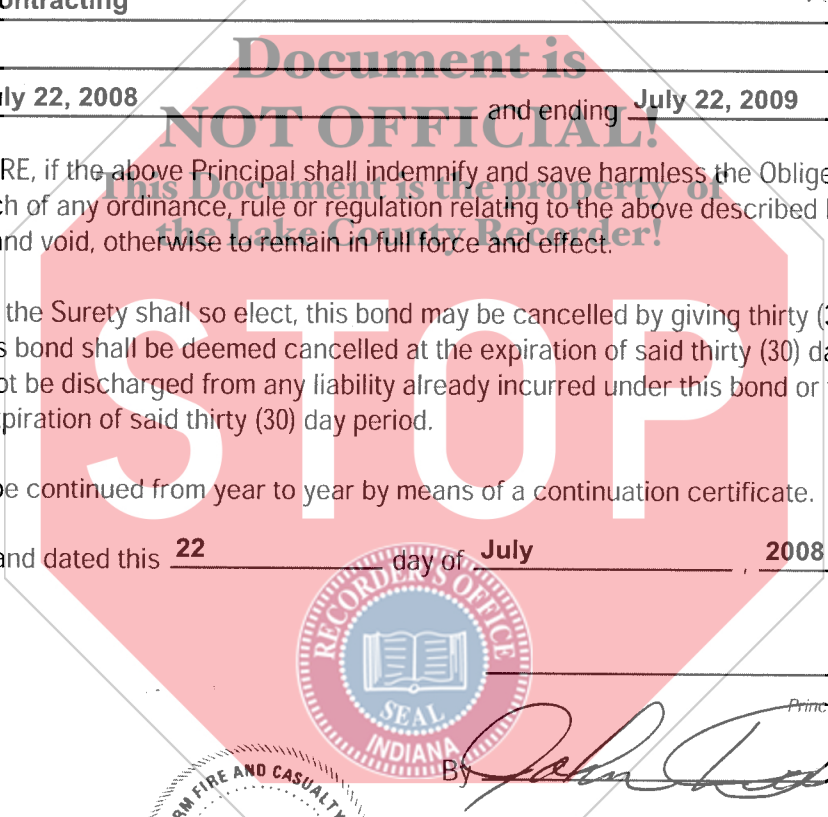 ontracting
Document is
ly 22, 2008 and ending July 22, 2009
NOT OFFICIAL!
RE, if the above Principal shall indemnify and save harmless the Oblige
This Document is the property of
h of any ordinance, rule or regulation relating to the above described
the Lake County Recorder!
nd void, otherwise to remain in full force and effect.
the Surety shall so elect, this bond may be cancelled by giving thirty (3
s bond shall be deemed cancelled at the expiration of said thirty (30) da
ot be discharged from any liability already incurred under this bond or
piration of said thirty (30) day period.
STOP
be continued from year to year by means of a continuation certificate.
and dated this 22 day of July , 2008
RECORDER'S OFFICE
SEAL
INDIANA
Princ
By John
RM FIRE AND CASUALTY